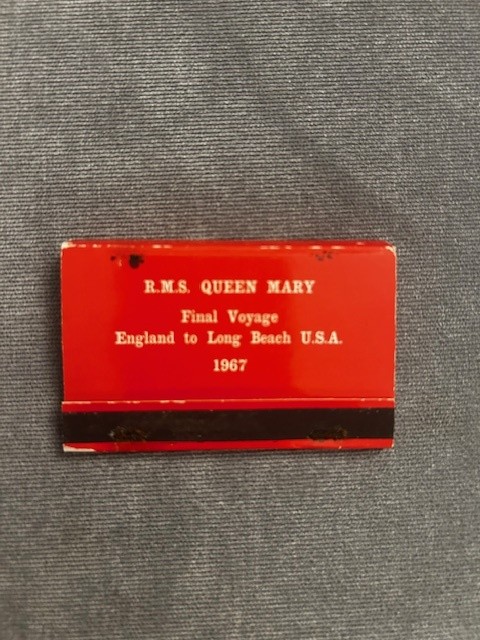 R.M.S. QUEEN MARY
Final Voyage
England to Long Beach U.S.A.
1967